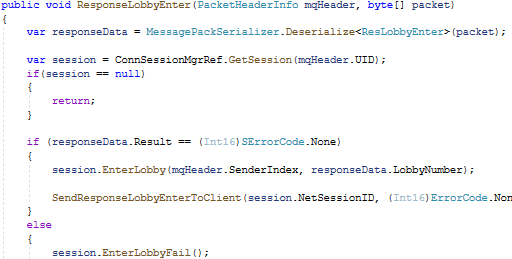 public void ResponseLobbyEnter(PacketHeaderInfo mqHeader, byte[] packet)
{
var responseData = MessagePackSerializer.Deserialize<ResLobbyEnter>(packet);
var session = ConnSessionMgrRef.GetSession(mqHeader.UID);
if(session == null)
{
return;
}
if (responseData.Result == (Int16)SErrorCode.None)
{
session.EnterLobby(mqHeader.SenderIndex, responseData.LobbyNumber);
SendResponseLobbyEnterToClient(session.NetSessionID, (Int16)ErrorCode.Non
}
else
{
session.EnterLobbyFail();